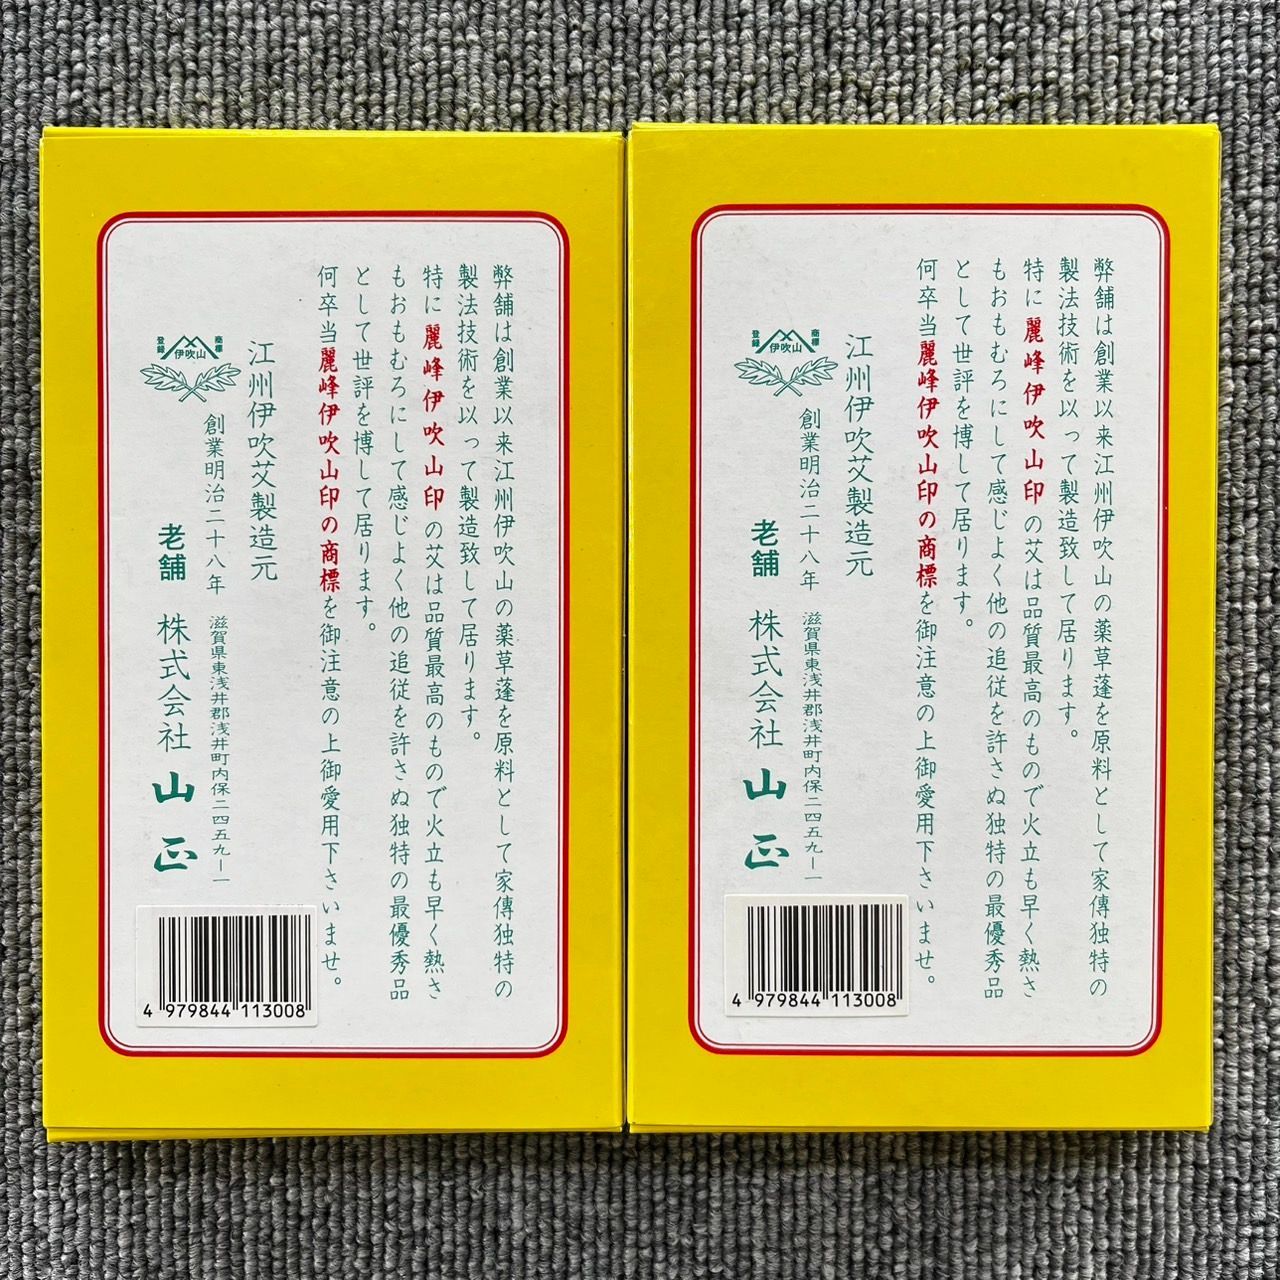 弊舗は創業以来江州伊吹山の薬草蓬を原料として家傳独特の
製法技術を以って製造致して居ります。
特に麗峰伊吹山印の艾は品質最高のもので火立も早く熱さ
もおもむろにして感じよく他の追従を許さぬ独特の最優秀品
として世評を博して居ります。
何卒当麗峰伊吹山印の商標を御注意の上御愛用下さいませ。
江州伊吹艾製造元
商標
登録
伊吹山
創業明治二十八年
滋賀県東浅井郡浅井町内保二四五九ー一
老舗 株式会社 山正
4 979844 113008
弊舗は創業以来江州伊吹山の薬草蓬を原料として家傳独特の
製法技術を以って製造致して居ります。
特に麗峰伊吹山印の艾は品質最高のもので火立も早く熱さ
もおもむろにして感じよく他の追従を許さぬ独特の最優秀品
として世評を博して居ります。
何卒当麗峰伊吹山印の商標を御注意の上御愛用下さいませ。
江州伊吹艾製造元
商標
登録
伊吹山
創業明治二十八年
滋賀県東浅井郡浅井町内保二四五九ー一
老舗 株式会社 山正
4 979844 113008